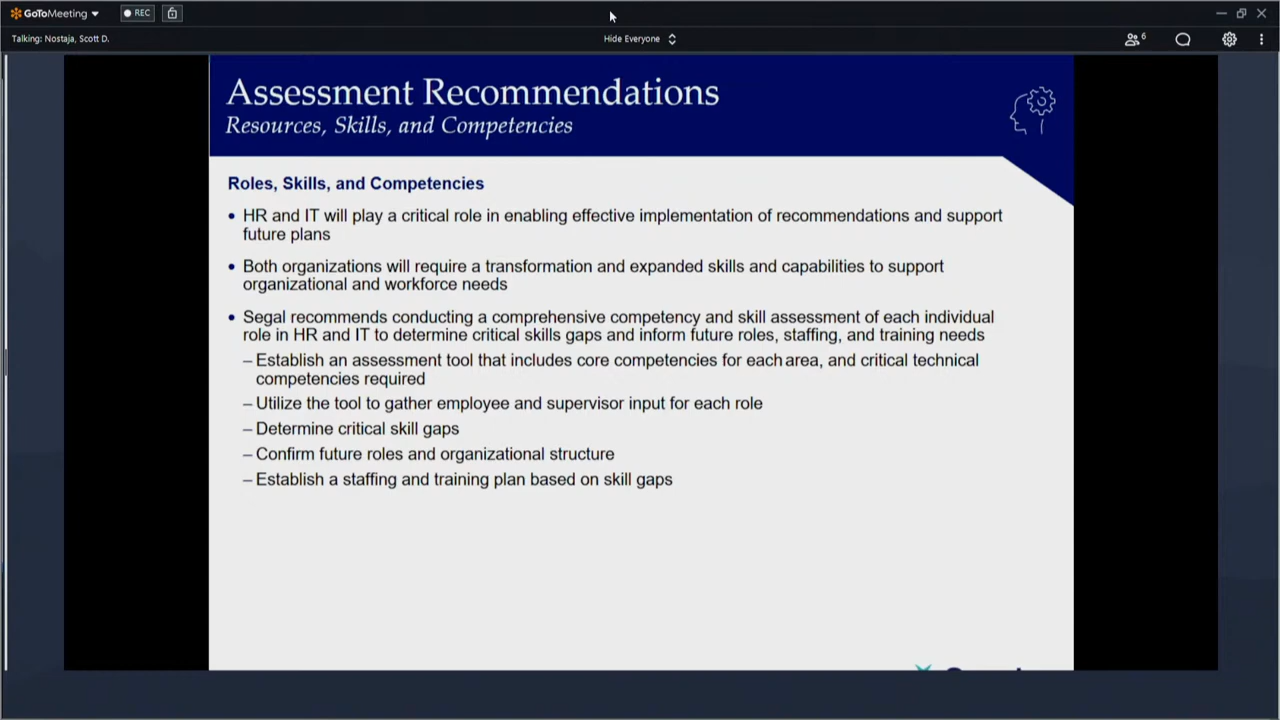 GoToMeeting
REC
Talking: Nostaja, Scott D.
Hide Everyone
6
Assessment Recommendations
Resources, Skills, and Competencies
Roles, Skills, and Competencies
• HR and IT will play a critical role in enabling effective implementation of recommendations and support
future plans
• Both organizations will require a transformation and expanded skills and capabilities to support
organizational and workforce needs
• Segal recommends conducting a comprehensive competency and skill assessment of each individual
role in HR and IT to determine critical skills gaps and inform future roles, staffing, and training needs
– Establish an assessment tool that includes core competencies for each area, and critical technical
competencies required
– Utilize the tool to gather employee and supervisor input for each role
– Determine critical skill gaps
– Confirm future roles and organizational structure
– Establish a staffing and training plan based on skill gaps